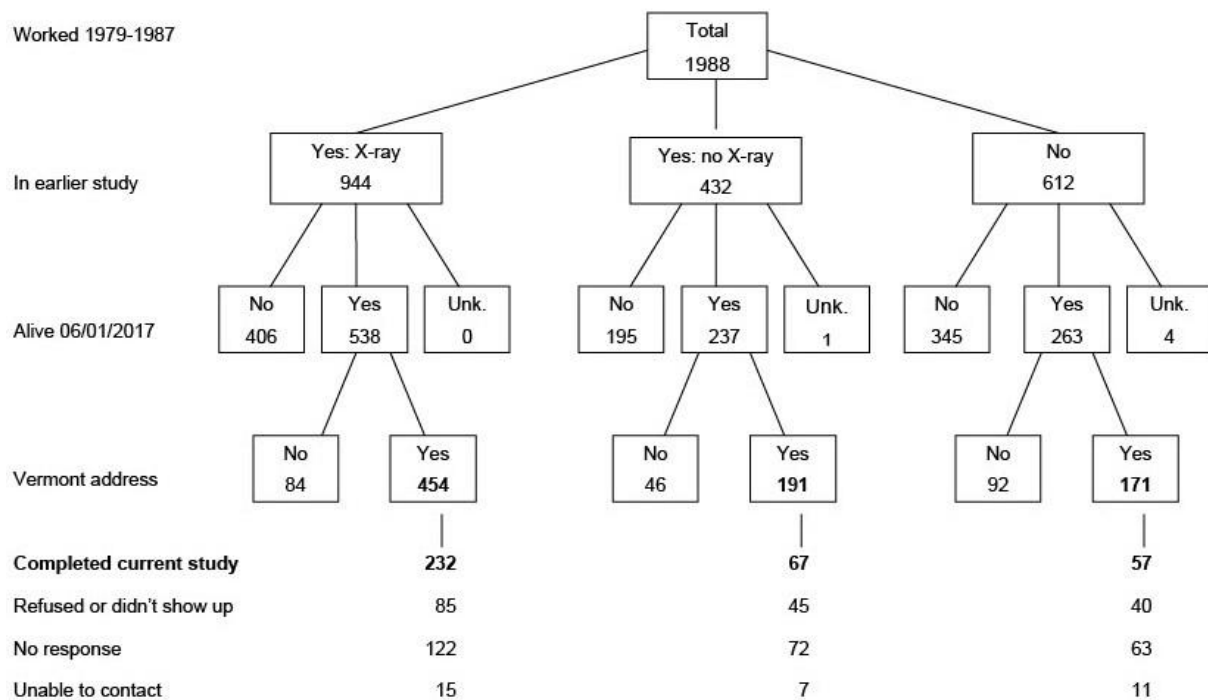 Worked 1979-1987
Total
1988
In earlier study
Yes: X-ray
944
Yes: no X-ray
432
No
612
Alive 06/01/2017
No
406
Yes
538
Unk.
0
No
195
Yes
237
Unk.
1
No
345
Yes
263
Unk.
4
Vermont address
No
84
Yes
454
No
46
Yes
191
No
92
Yes
171
Completed current study 232 67 57
Refused or didn't show up 85 45 40
No response 122 72 63
Unable to contact 15 7 11